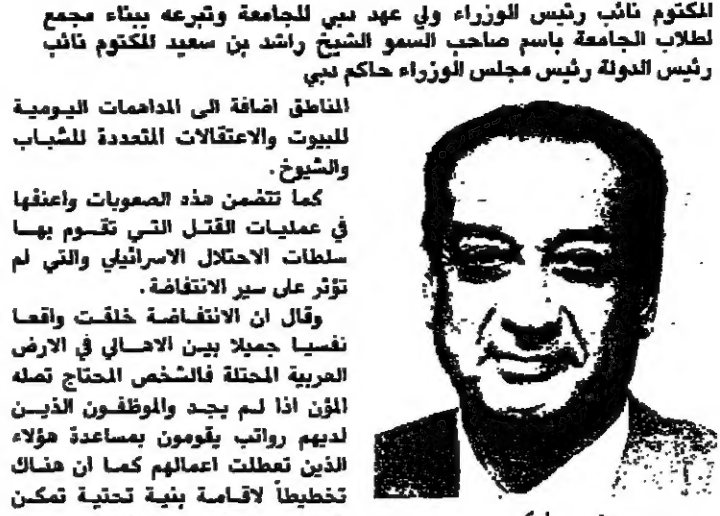 المكتوم نائب رئيس الوزراء ولي عهد دبي للجامعة وتبرعه ببناء مجمع
لطلاب الجامعة باسم صاحب السمو الشيخ راشد بن سعيد المكتوم نائب
رئيس الدولة رئيس مجلس الوزراء حاكم دبي
المناطق اضافة الى المداهمات اليومية
للبيوت والاعتقالات المتعددة للشباب
والشيوخ.
كما تتضمن هذه الصعوبات واعنفها
في عمليات القتل التي تقوم بها
سلطات الاحتلال الاسرائيلي والتي لم
تؤثر على سير الانتفاضة.
وقال ان الانتفاضة خلقت واقعا
نفسيا جميلا بين الاهالي في الارض
العربية المحتلة فالشخص المحتاج تصله
المؤن اذا لم يجد والموظفون الذين
لديهم رواتب يقومون بمساعدة هؤلاء
الذين تعطلت اعمالهم كما ان هناك
تخطيطاً لاقامة بنية تحتية تمكن